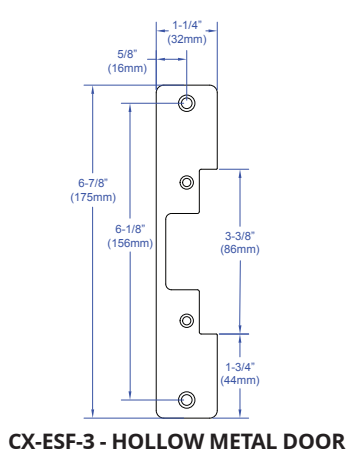 1-1/4"
(32mm)
5/8"
(16mm)
6-7/8"
(175mm)
6-1/8"
(156mm)
3-3/8"
(86mm)
1-3/4"
(44mm)
CX-ESF-3 - HOLLOW METAL DOOR